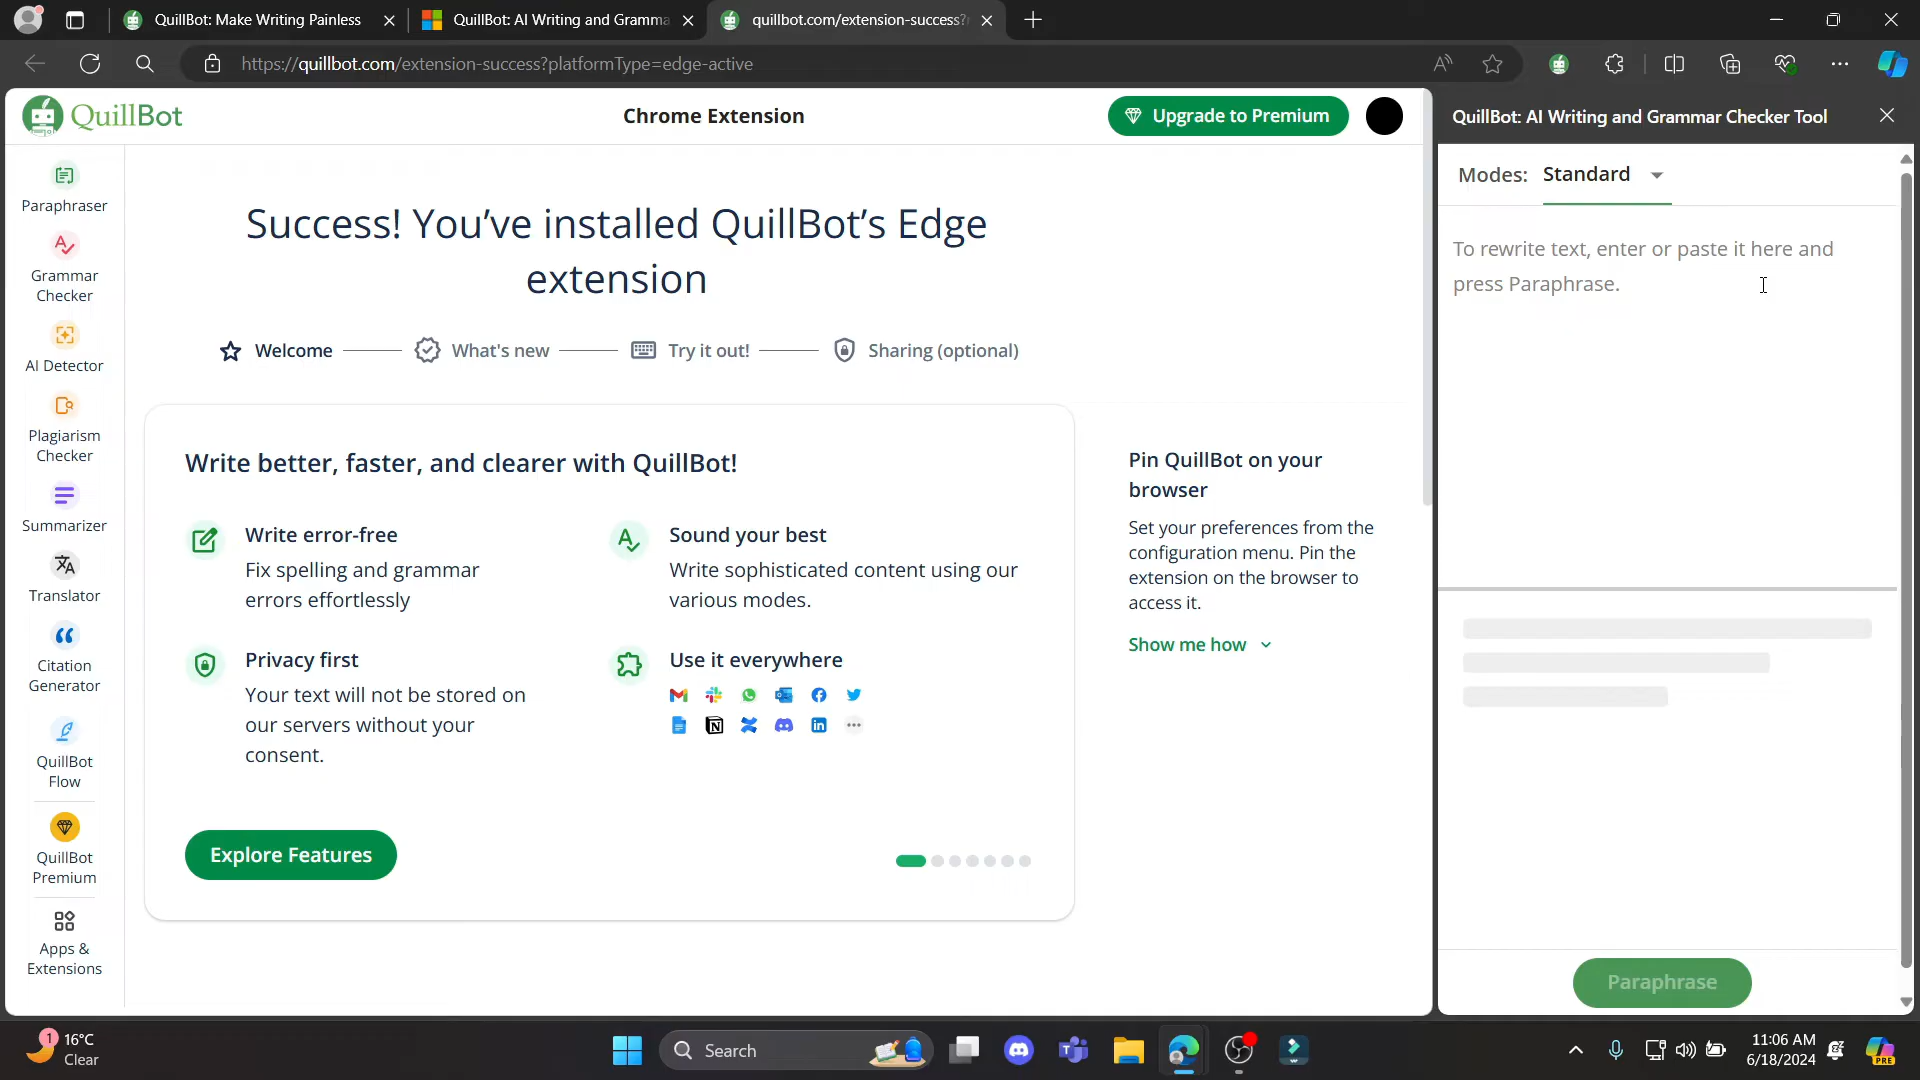 QuillBot: Make Writing Painless
QuillBot: AI Writing and Gramma
quillbot.com/extension-success?
https://quillbot.com/extension-success?platformType=edge-active
QuillBot
Chrome Extension
Upgrade to Premium
QuillBot: AI Writing and Grammar Checker Tool
Paraphraser
Grammar
Checker
AI Detector
Plagiarism
Checker
Summarizer
Translator
Citation
Generator
QuillBot
Flow
QuillBot
Premium
Apps &
Extensions
Success! You’ve installed QuillBot’s Edge
extension
Welcome
What's new
Try it out!
Sharing (optional)
Write better, faster, and clearer with QuillBot!
Write error-free
Fix spelling and grammar
errors effortlessly
Sound your best
Write sophisticated content using our
various modes.
Privacy first
Your text will not be stored on
our servers without your
consent.
Use it everywhere
Explore Features
Pin QuillBot on your
browser
Set your preferences from the
configuration menu. Pin the
extension on the browser to
access it.
Show me how
Modes: Standard
To rewrite text, enter or paste it here and
press Paraphrase.
Paraphrase
1
16°C
Clear
Search
11:06 AM
6/18/2024
PRE